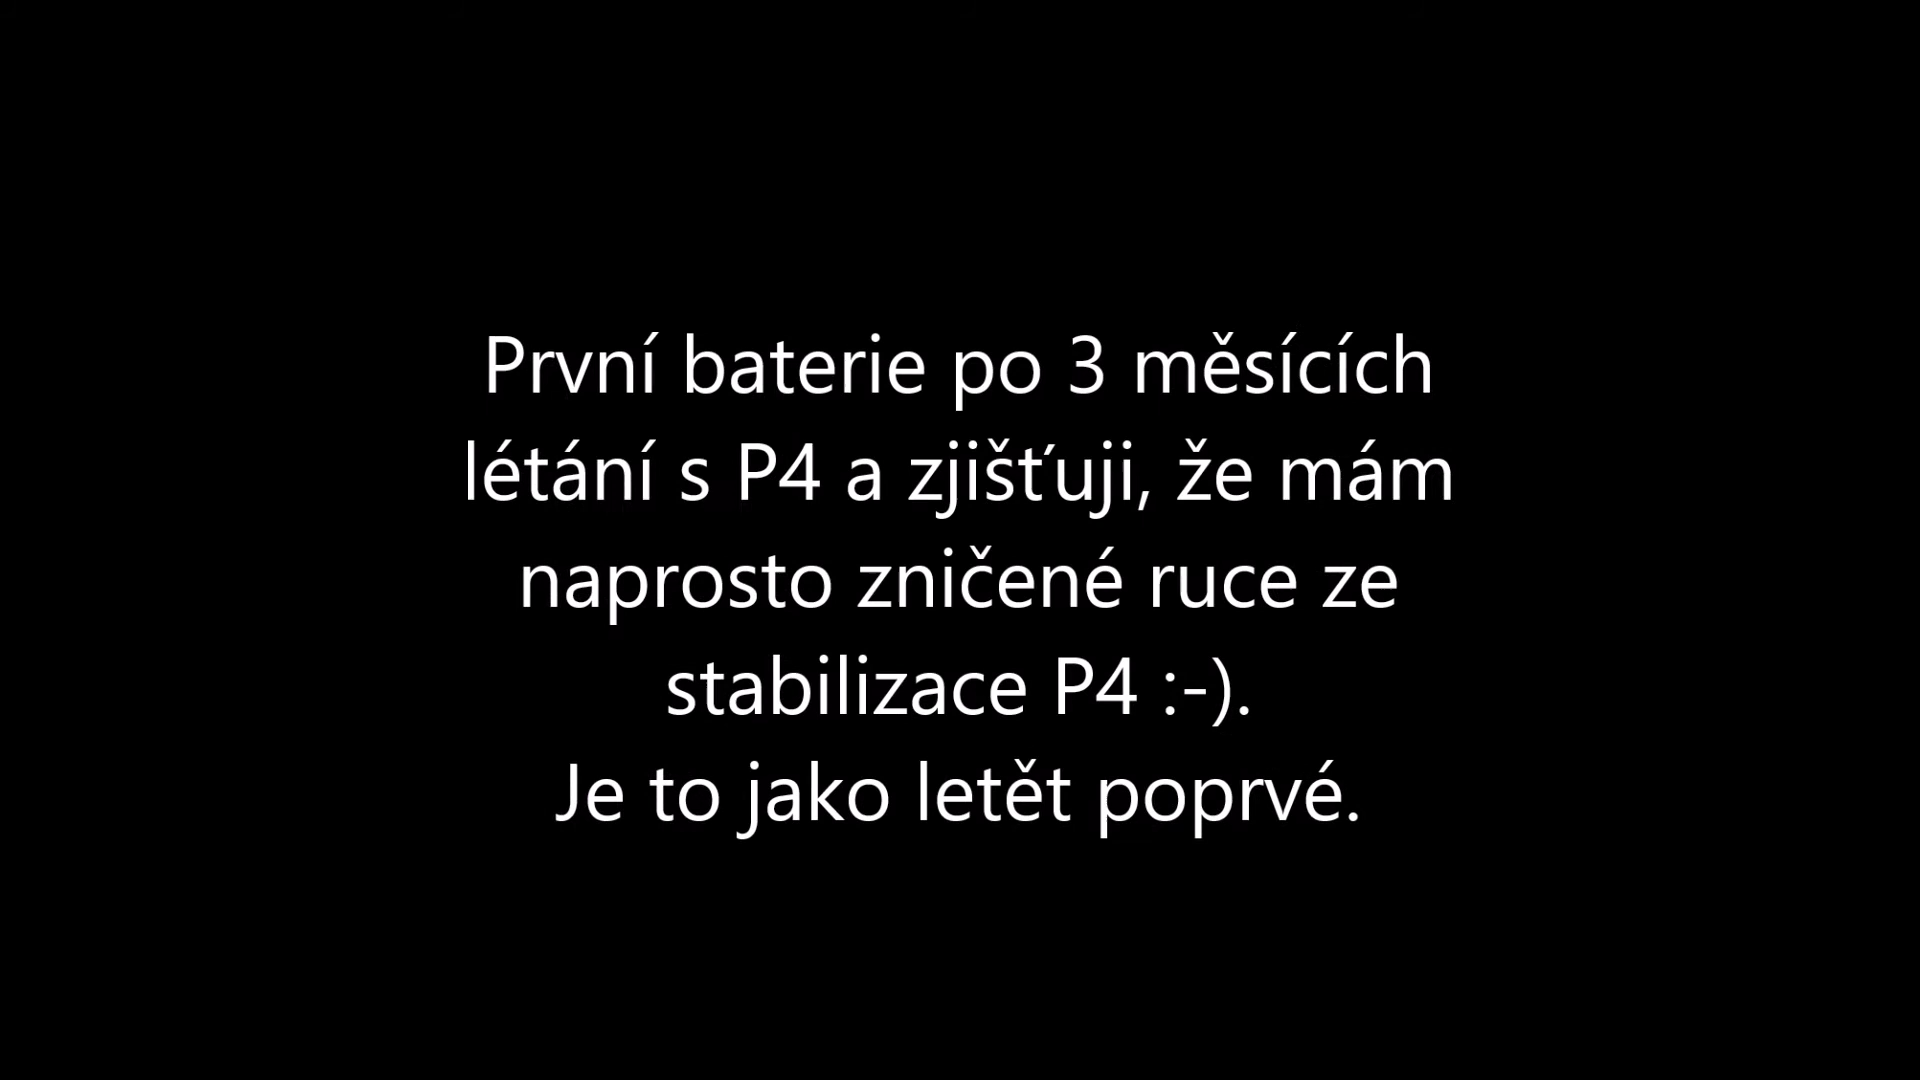 První baterie po 3 měsících
létání s P4 a zjišťuji, že mám
naprosto zničené ruce ze
stabilizace P4 :-).
Je to jako letět poprvé.